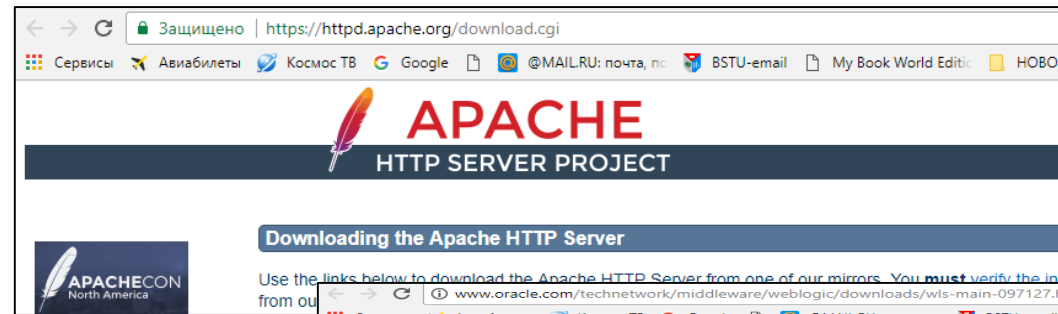 Защищено | https://httpd.apache.org/download.cgi
Сервисы Авиабилеты Космос ТВ Google @MAIL.RU: почта, по BSTU-email My Book World Editic НОВО
APACHE
HTTP SERVER PROJECT
Downloading the Apache HTTP Server
APACHECON
North America
Use the links below to download the Apache HTTP Server from one of our mirrors. You must verify the in
from ou
www.oracle.com/technetwork/middleware/weblogic/downloads/wls-main-097127.